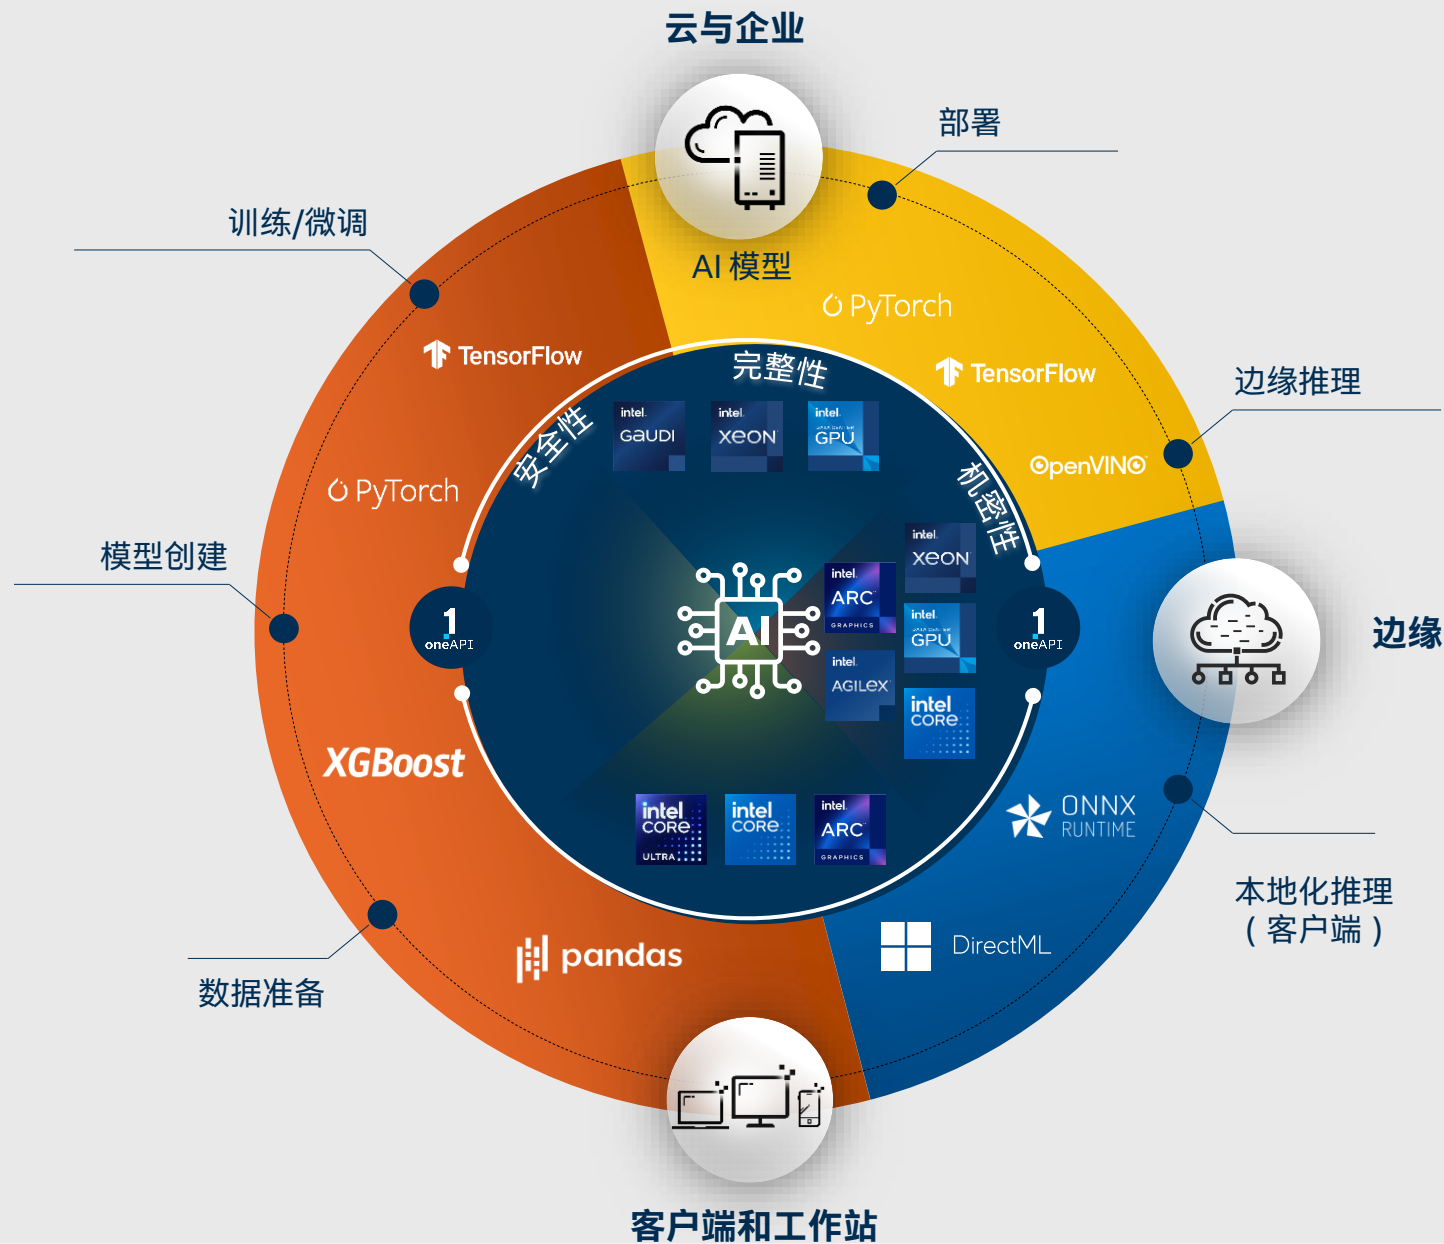 云与企业
部署
训练/微调
AI 模型
PyTorch
TensorFlow
TensorFlow
完整性
边缘推理
安全性
intel.
GAUDI
intel.
XEON
intel.
DATA CENTER
GPU
OpenVINO
机密性
PyTorch
模型创建
intel.
XEON
intel.
ARC
GRAPHICS
AI
1
oneAPI
intel.
DATA CENTER
GPU
1
oneAPI
边缘
intel.
AGILEX
intel
CORE
XGBoost
intel
CORE
ULTRA
intel
CORE
intel.
ARC
GRAPHICS
ONNX
RUNTIME
本地化推理
（客户端）
pandas
DirectML
数据准备
客户端和工作站